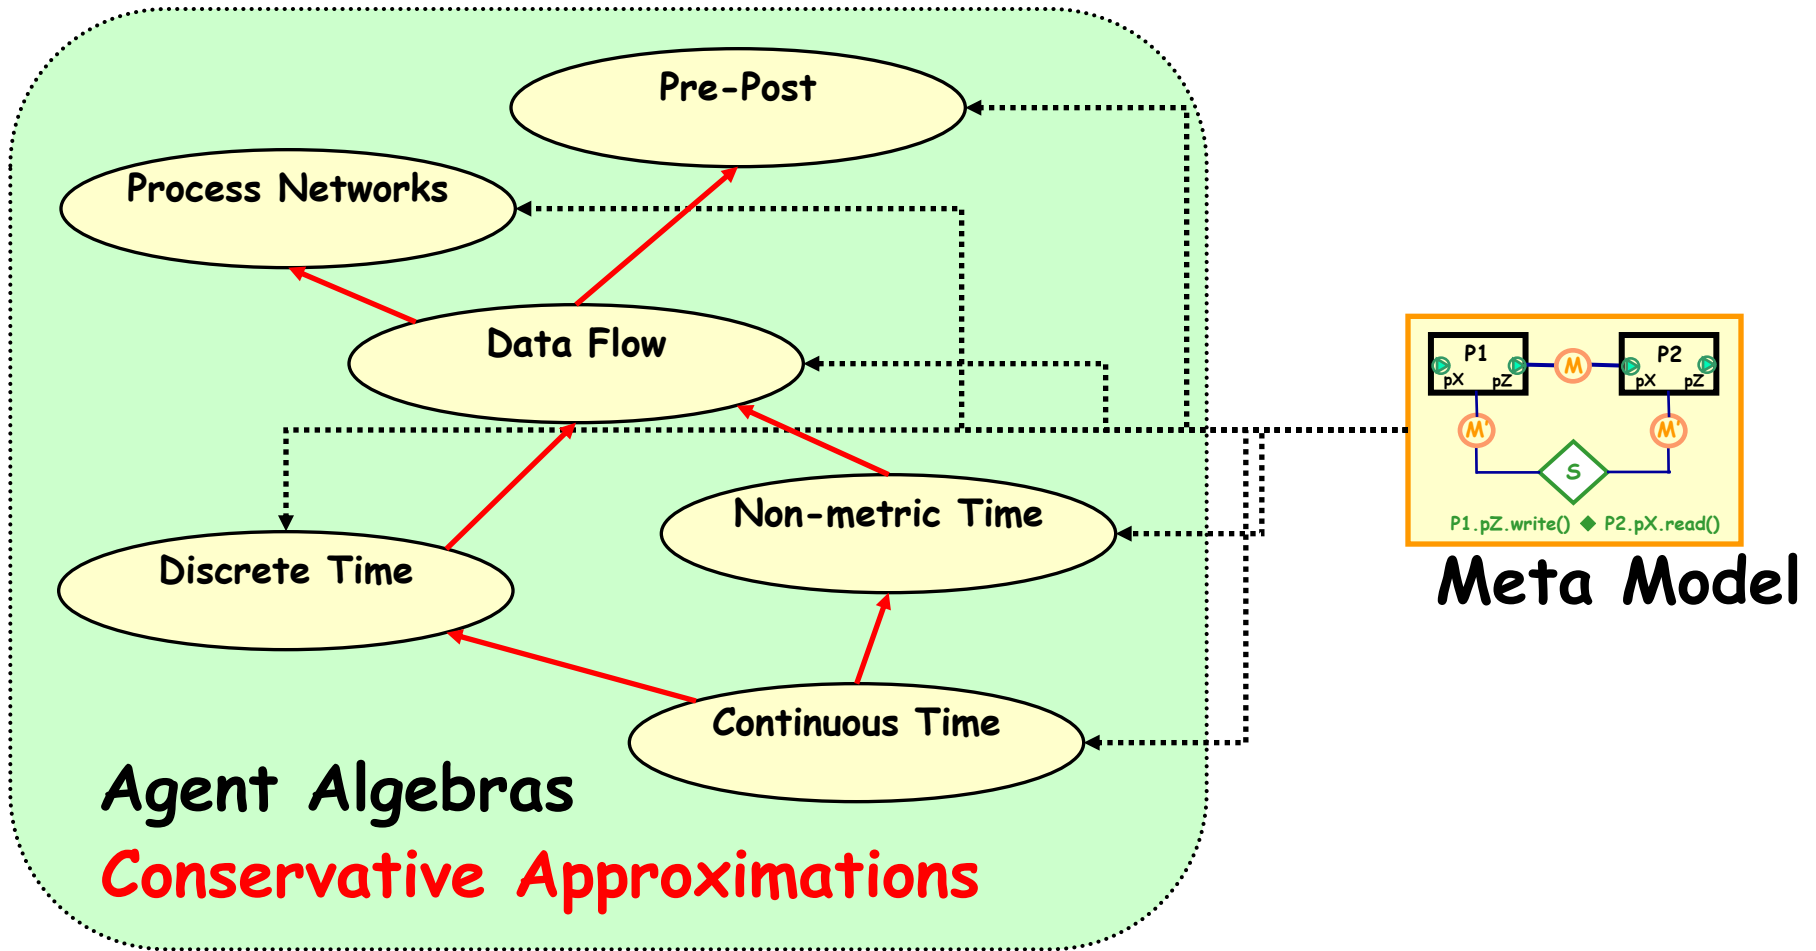 Pre-Post
Process Networks
Data Flow
Non-metric Time
Discrete Time
Continuous Time
Agent Algebras
Conservative Approximations
P1
pX pZ
M
P2
pX pZ
M'
M'
S
P1.pZ.write() ◆ P2.pX.read()
Meta Model